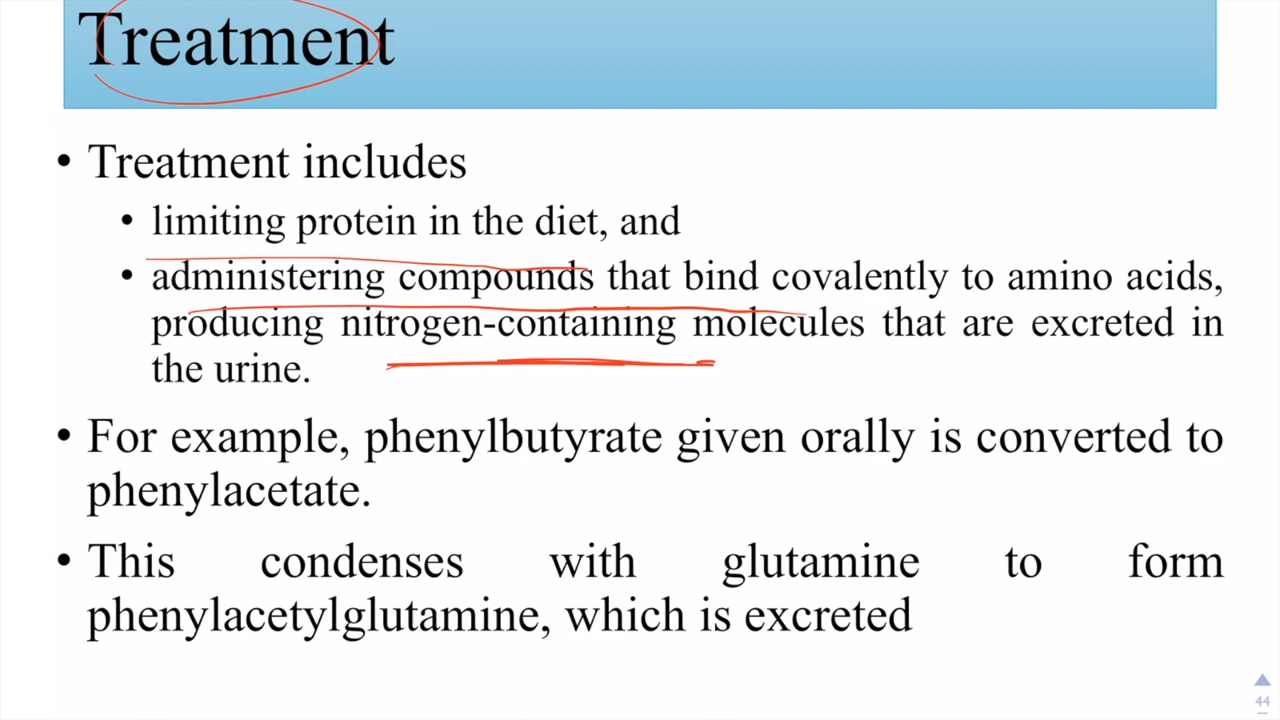 Treatment
• Treatment includes
• limiting protein in the diet, and
• administering compounds that bind covalently to amino acids,
producing nitrogen-containing molecules that are excreted in
the urine.
• For example, phenylbutyrate given orally is converted to
phenylacetate.
• This condenses with glutamine to form
phenylacetylglutamine, which is excreted
44